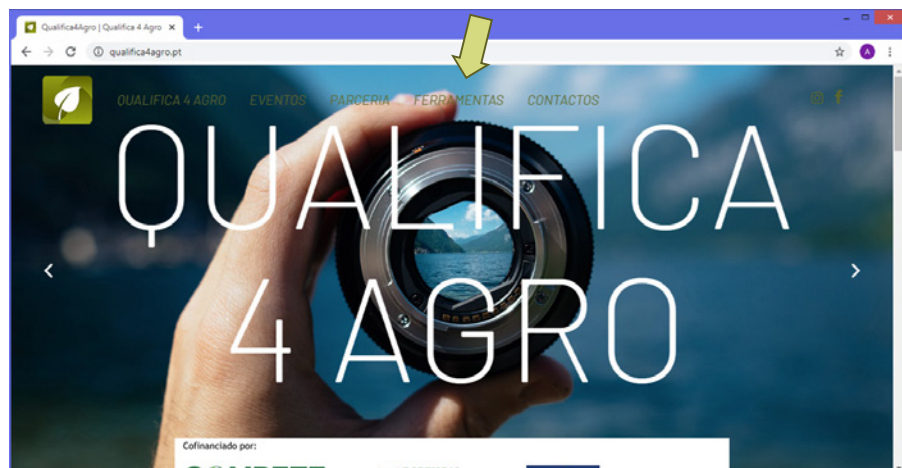 Qualifica4Agro | Qualifica 4 Agro
qualifica4agro.pt
A
QUALIFICA 4 AGRO EVENTOS PARCERIA FERRAMENTAS CONTACTOS
QUALIFICA
4 AGRO
Cofinanciado por: